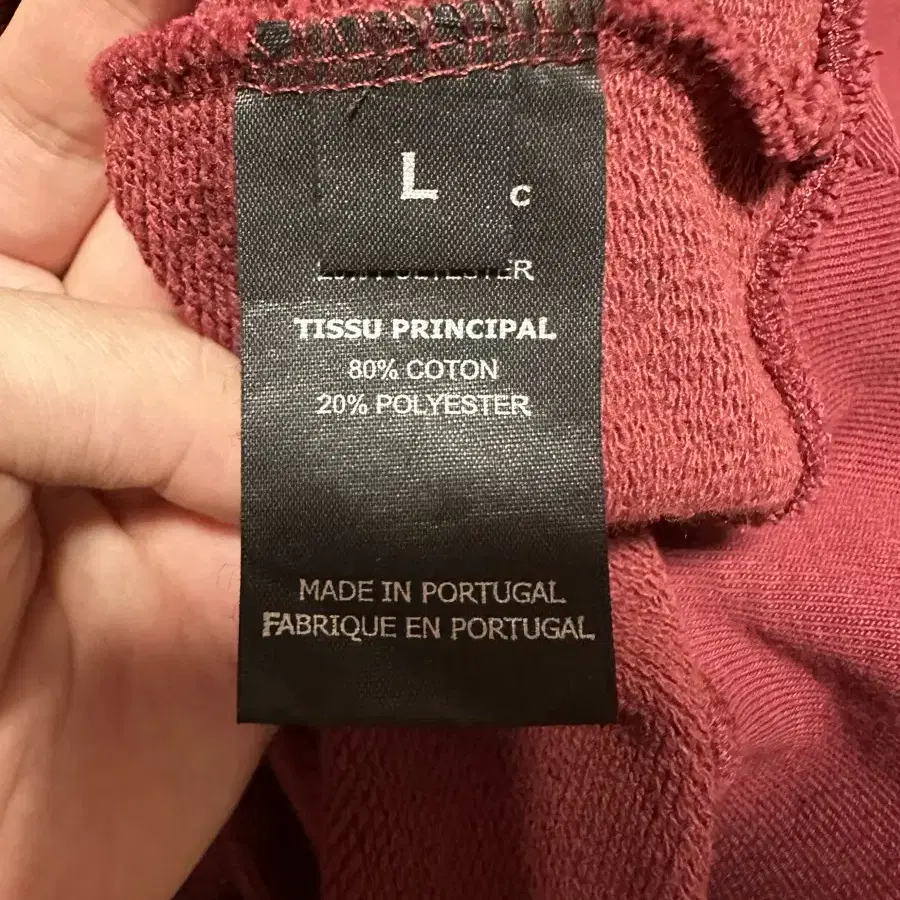 L
C
TISSU PRINCIPAL
80% COTON
20% POLYESTER
MADE IN PORTUGAL
FABRIQUE EN PORTUGAL